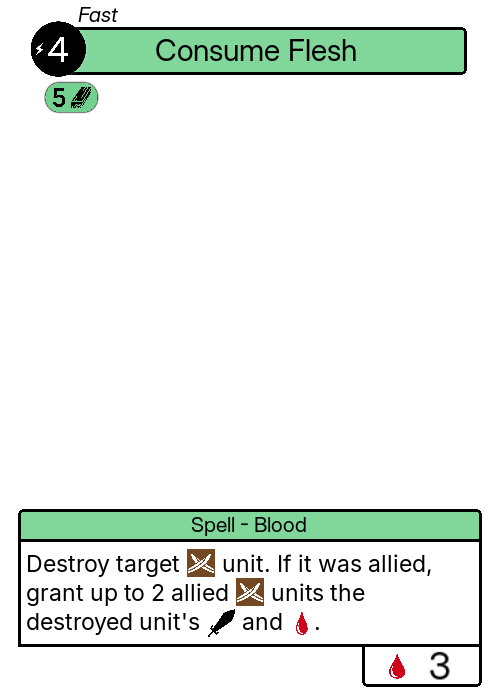 Fast
4
Consume Flesh
5
Spell - Blood
Destroy target unit. If it was allied,
grant up to 2 allied units the
destroyed unit's and .
3